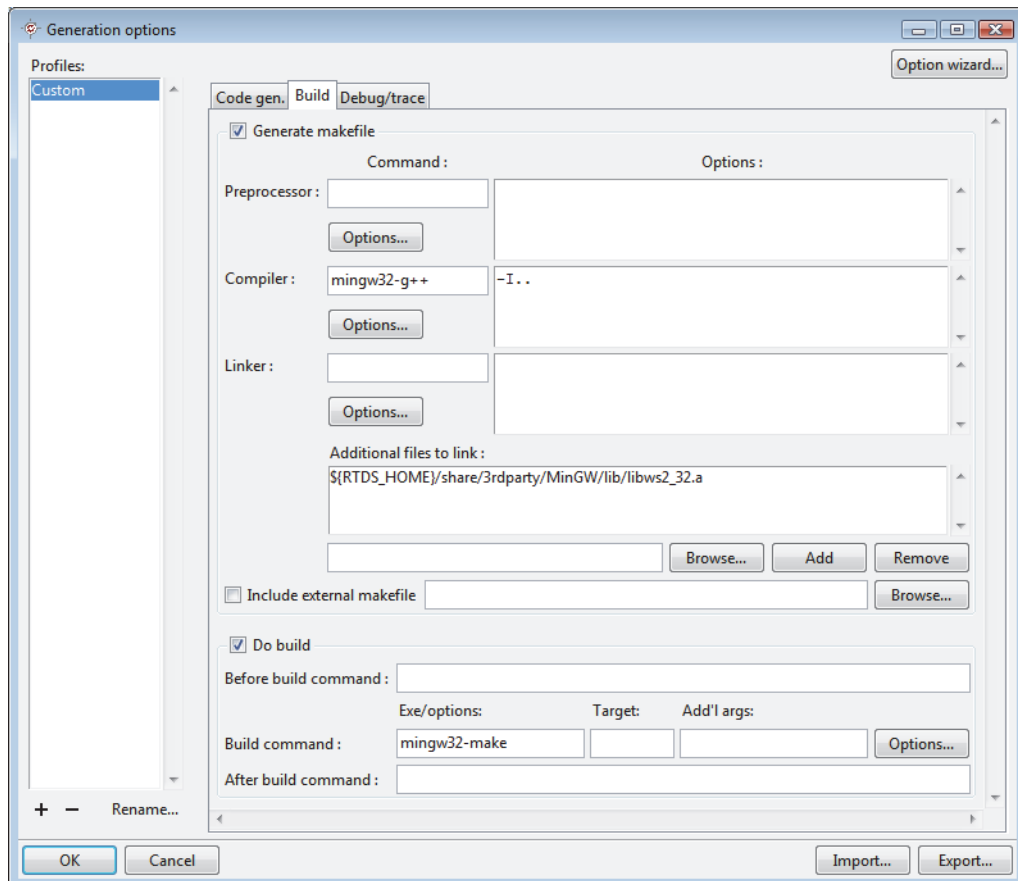 Generation options
Profiles:
Option wizard...
Custom
Code gen. Build Debug/trace
Generate makefile
Command : Options :
Preprocessor :
Options...
Compiler : mingw32-g++ -I..
Options...
Linker :
Options...
Additional files to link :
${RTDS_HOME}/share/3rdparty/MinGW/lib/libws2_32.a
Browse... Add Remove
Include external makefile Browse...
Do build
Before build command :
Exe/options: Target: Add'l args:
Build command : mingw32-make Options...
After build command :
+ − Rename...
OK Cancel Import... Export...